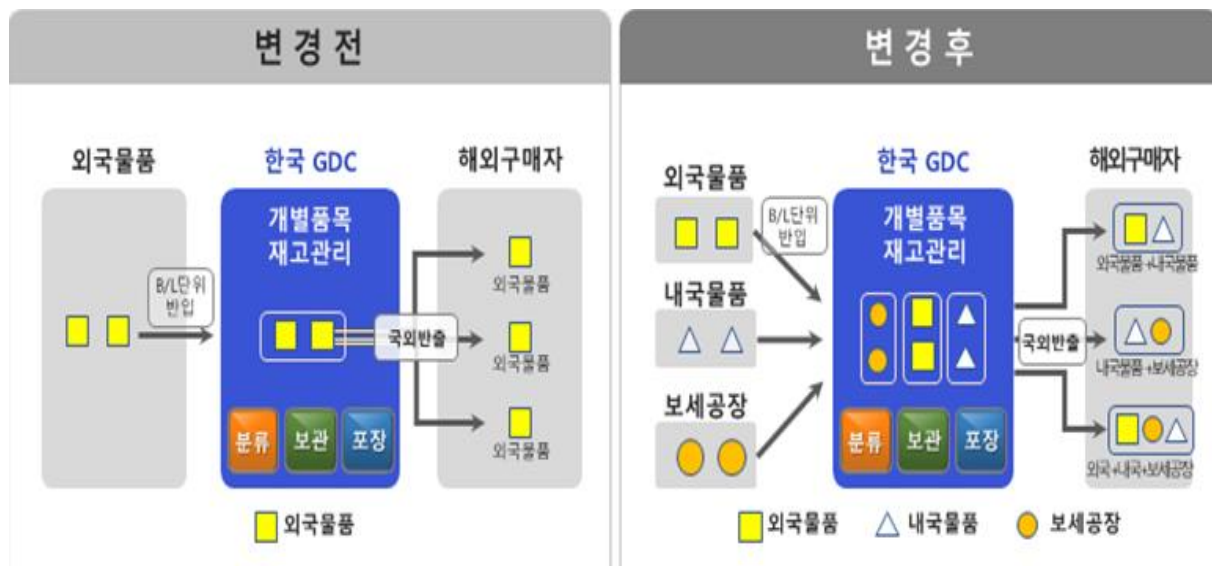 변경전
외국물품
한국 GDC
해외구매자
개별품목
재고관리
B/L단위
반입
국외반출
외국물품
외국물품
외국물품
분류
보관
포장
외국물품
변경후
외국물품
한국 GDC
해외구매자
B/L단위
반입
개별품목
재고관리
외국물품+내국물품
내국물품
국외반출
내국물품+보세공장
보세공장
분류
보관
포장
외국+내국+보세공장
외국물품
내국물품
보세공장